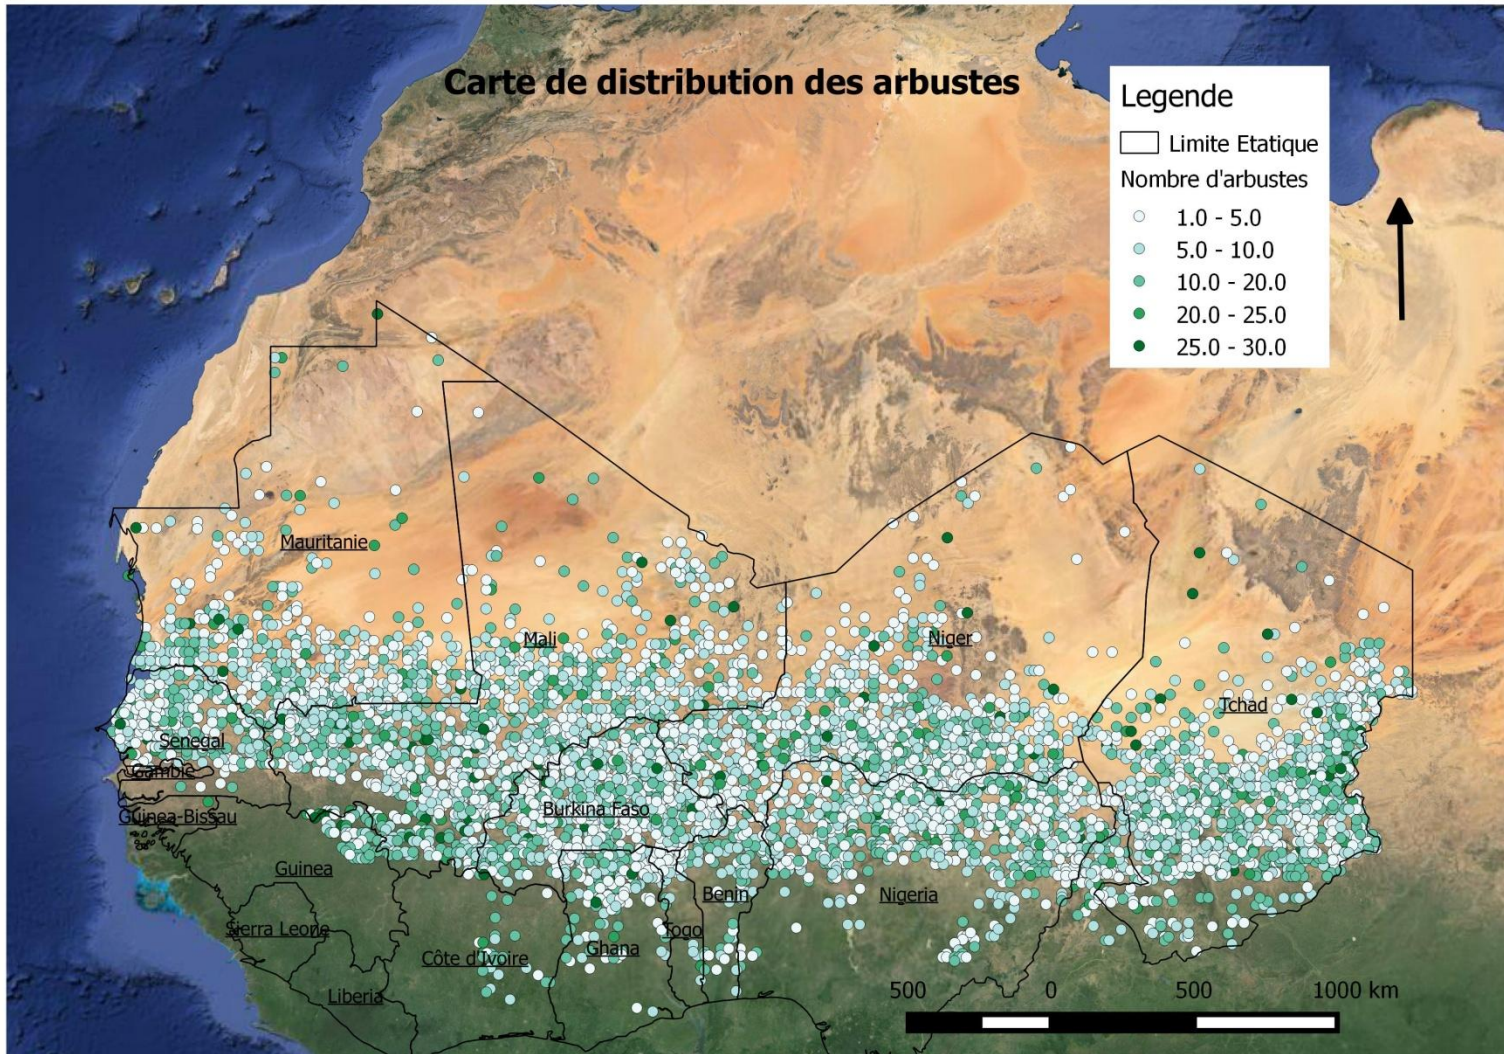 Carte de distribution des arbustes
Legende
Limite Etatique
Nombre d'arbustes
1.0 - 5.0
5.0 - 10.0
10.0 - 20.0
20.0 - 25.0
25.0 - 30.0
Mauritanie
Mali
Niger
Tchad
Senegal
Gambie
Guinea-Bissau
Burkina Faso
Guinea
Benin
Nigeria
Sierra Leone
Togo
Ghana
Côte d'Ivoire
Liberia
500 0 500 1000 km